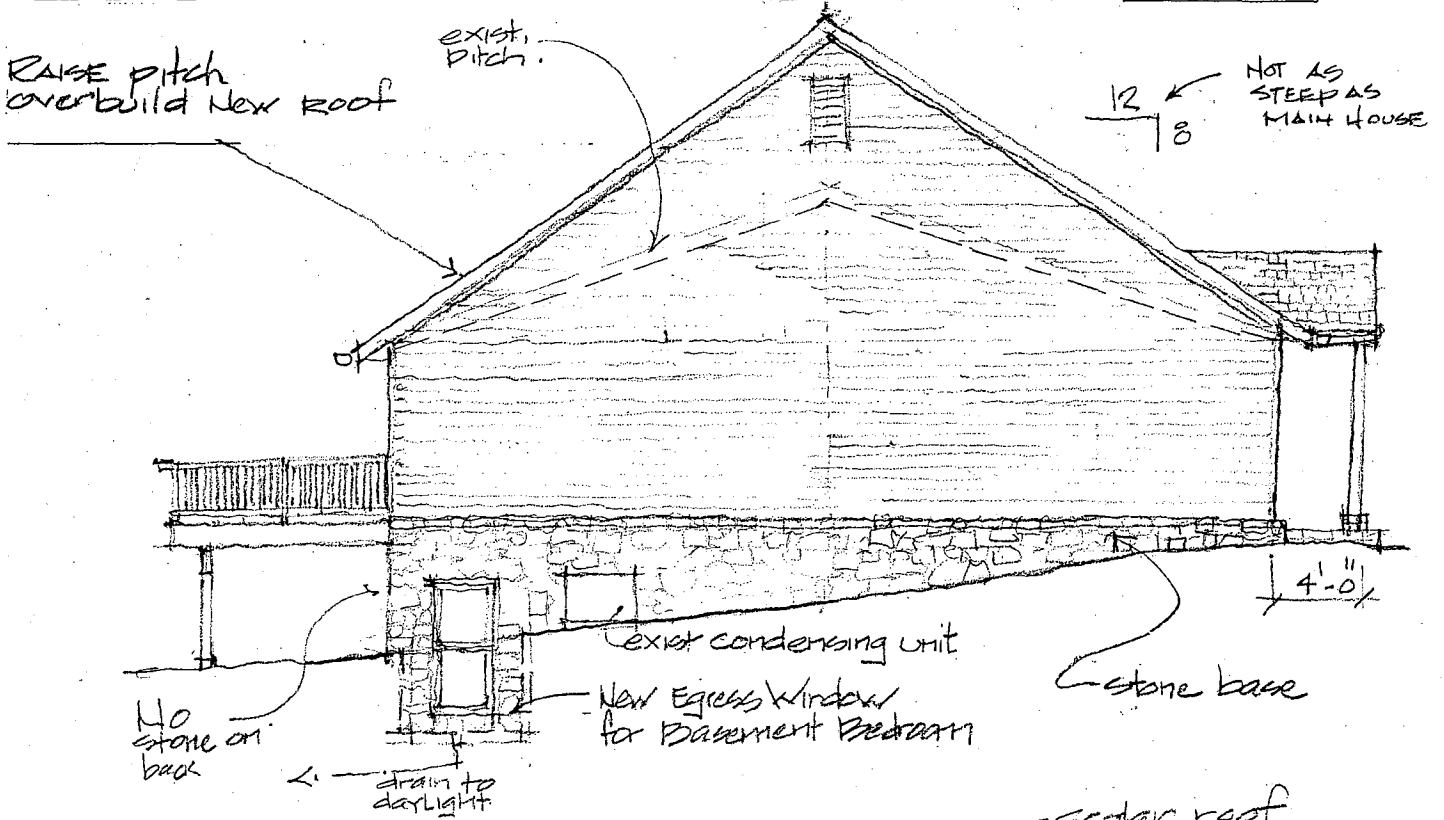 RAISE pitch
overbuild New Roof
exist.
pitch.
12
8
NOT AS
STEEP AS
MAIN HOUSE
4'-0"
exist condensing unit
stone base
New Egress Window
for Basement Bedroom
No
stone on
back
drain to
daylight
cedar roof